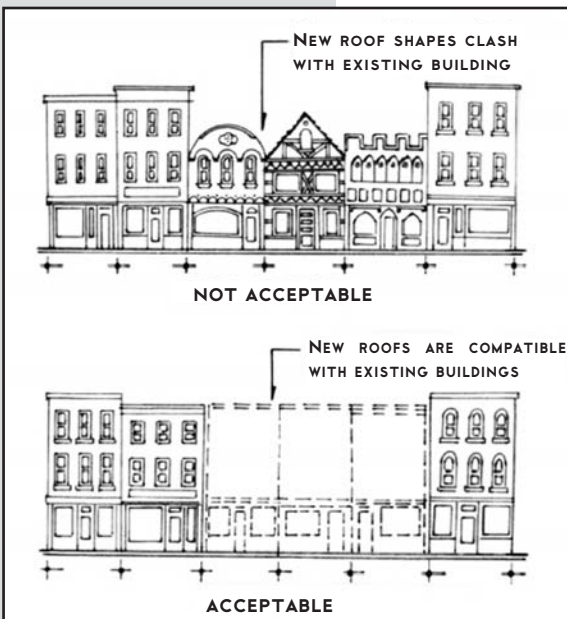 NEW ROOF SHAPES CLASH
WITH EXISTING BUILDING
NOT ACCEPTABLE
NEW ROOFS ARE COMPATIBLE
WITH EXISTING BUILDINGS
ACCEPTABLE